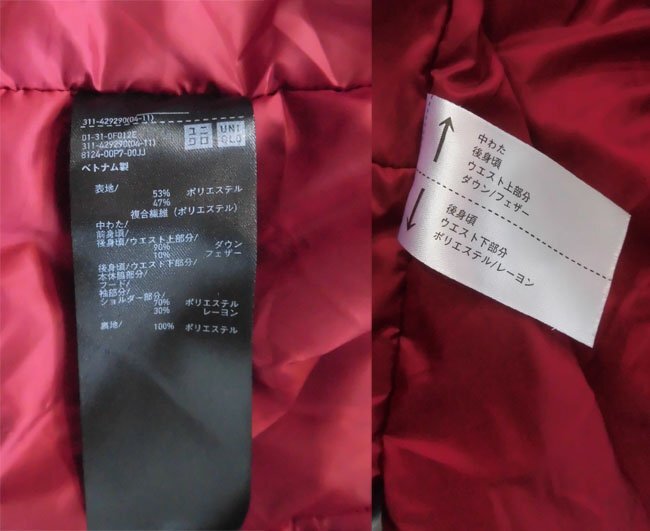 311-429290(04-11)
01-31-0F012E
311-429290(04-11)
8124-00P7-00JJ
ユニ
クロ
UNI
QLO
ベトナム製
表地/
53% ポリエステル
47%
複合繊維(ポリエステル)
中わた/
前身頃/
後身頃/ウエスト上部分/
90% ダウン
10% フェザー
後身頃/ウエスト下部分/
本体脇部分/
フード/
袖部分/
ショルダー部分/
70% ポリエステル
30% レーヨン
裏地/ 100% ポリエステル
中わた
後身頃
ウエスト上部分
ダウン/フェザー
後身頃
ウエスト下部分
ポリエステル/レーヨン